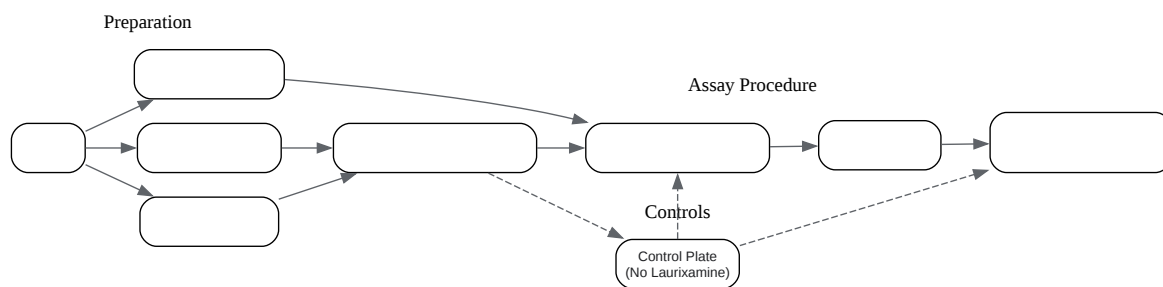 Preparation
Assay Procedure
Controls
Control Plate
(No Laurixamine)